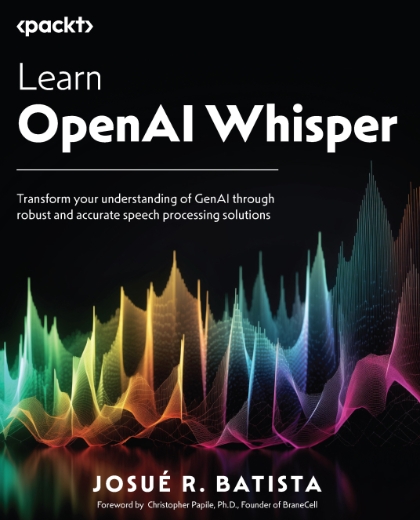 <packt>
Learn
OpenAI Whisper
Transform your understanding of GenAI through
robust and accurate speech processing solutions
JOSUÉ R. BATISTA
Foreword by Christopher Papile, Ph.D., Founder of BraneCell